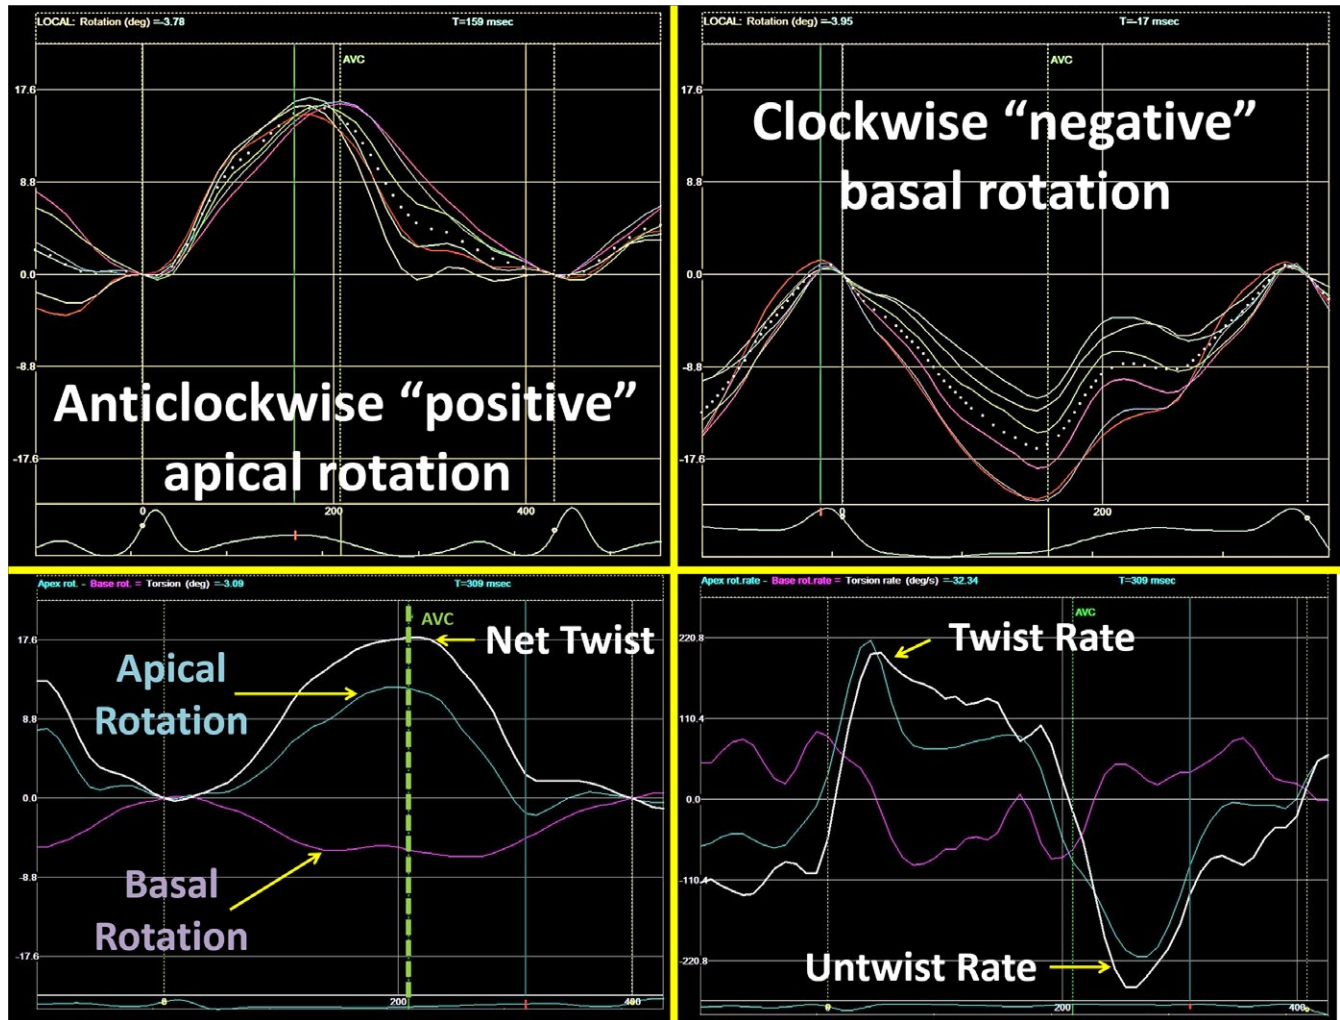 LOCAL: Rotation (deg) =-3.78 T=159 msec
AVC
17.6
8.8
0.0
-8.8
Anticlockwise “positive”
apical rotation
-17.6
0 200 400
LOCAL: Rotation (deg) =-3.95 T=-17 msec
AVC
17.6
Clockwise “negative”
basal rotation
8.8
0.0
-8.8
-17.6
0 200
Apex rot. - Base rot. = Torsion (deg) =-3.09 T=309 msec
AVC
17.6
Net Twist
Apical
Rotation
8.8
0.0
-8.8
Basal
Rotation
-17.6
0 200 400
Apex rot.rate - Base rot.rate = Torsion rate (deg/s) =-32.34 T=309 msec
AVC
220.8
Twist Rate
110.4
0.0
-110.4
-220.8
Untwist Rate
0 200 400